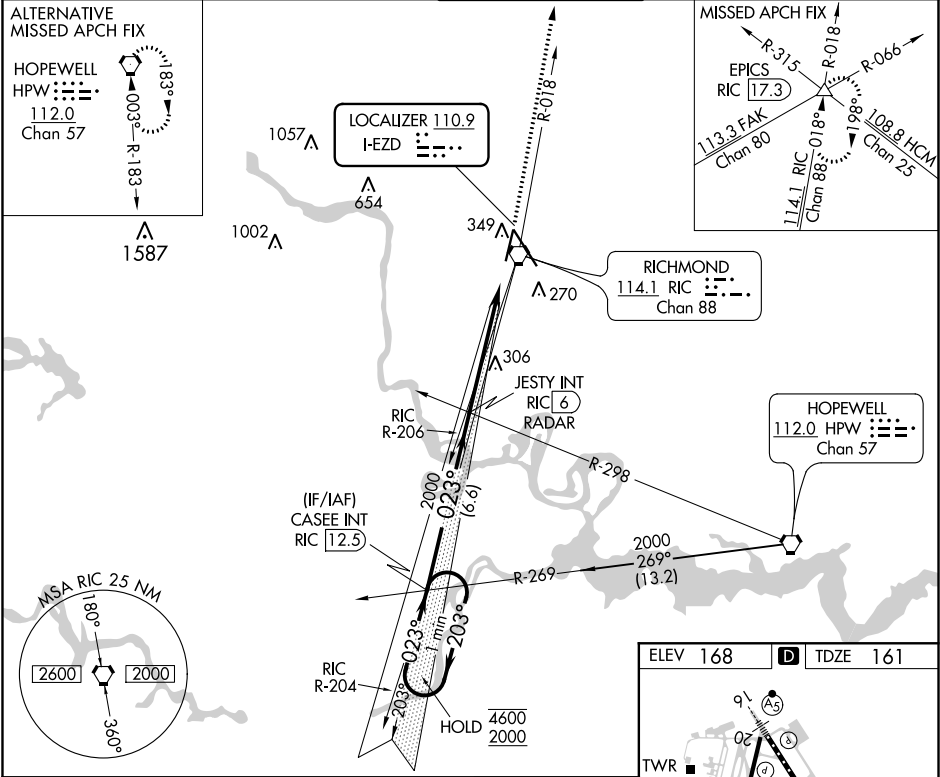 ALTERNATIVE
MISSED APCH FIX
HOPEWELL
HPW
112.0
Chan 57
183°
003°
R-183
1587
1057
654
1002
LOCALIZER 110.9
I-EZD
349
270
306
R-018
RICHMOND
114.1 RIC
Chan 88
MISSED APCH FIX
R-315
R-018
R-066
EPICS
RIC 17.3
113.3 FAK
Chan 80
018°
198°
108.8 HCM
Chan 25
114.1 RIC
Chan 88
JESTY INT
RIC 6
RADAR
RIC
R-206
HOPEWELL
112.0 HPW
Chan 57
R-298
2000
023°
(6.6)
(IF/IAF)
CASEE INT
RIC 12.5
2000
269°
(13.2)
R-269
023°
1 min
203°
203°
RIC
R-204
HOLD
4600
2000
MSA RIC 25 NM
180°
2600
2000
360°
ELEV 168
D
TDZE 161
16
20
A5
P
P
TWR